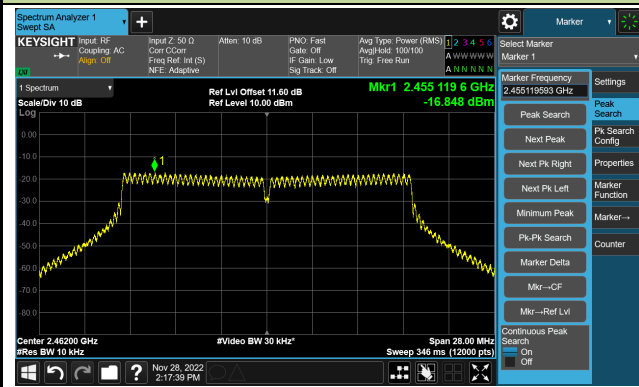 Spectrum Analyzer 1
Swept SA
Marker
KEYSIGHT
Input: RF
Coupling: AC
Align: Off
Input Z: 50 Ω
Corr CCorr
Freq Ref: Int (S)
NFE: Adaptive
Atten: 10 dB
PNO: Fast
Gate: Off
IF Gain: Low
Sig Track: Off
Avg Type: Power (RMS)
Avg|Hold: 100/100
Trig: Free Run
1 2 3 4 5 6
A W W W W W
A N N N N N
LXI
1 Spectrum
Scale/Div 10 dB
Log
Ref Lvl Offset 11.60 dB
Ref Level 10.00 dBm
Mkr1 2.455 119 6 GHz
-16.848 dBm
0.00
-10.0
-20.0
-30.0
-40.0
-50.0
-60.0
-70.0
-80.0
1
Center 2.46200 GHz
#Res BW 10 kHz
#Video BW 30 kHz*
Span 28.00 MHz
Sweep 346 ms (12000 pts)
Nov 28, 2022
2:17:39 PM
Select Marker
Marker 1
Marker Frequency
2.455119593 GHz
Peak Search
Next Peak
Next Pk Right
Next Pk Left
Minimum Peak
Pk-Pk Search
Marker Delta
Mkr→CF
Mkr→Ref Lvl
Continuous Peak
Search
On
Off
Settings
Peak
Search
Pk Search
Config
Properties
Marker
Function
Marker→
Counter